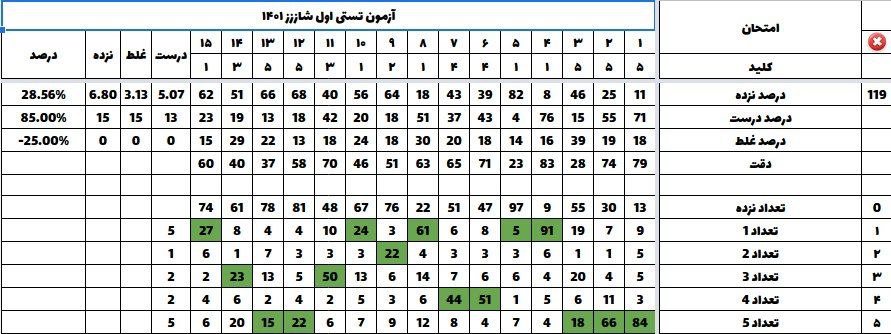 امتحان آزمون تستی اول شاززز ۱۴۰۱
۱ ۲ ۳ ۴ ۵ ۶ ۷ ۸ ۹ ۱۰ ۱۱ ۱۲ ۱۳ ۱۴ ۱۵ درست غلط نزده درصد
کلید ۵ ۵ ۵ ۱ ۱ ۴ ۴ ۱ ۲ ۱ ۳ ۵ ۵ ۳ ۱
119 درصد نزده 11 25 46 8 82 39 43 18 64 56 40 68 66 51 62 5.07 3.13 6.80 28.56%
درصد درست 71 55 15 76 4 43 37 51 18 20 42 18 13 19 23 13 15 15 85.00%
درصد غلط 18 19 39 16 14 18 20 30 18 24 18 13 22 29 15 0 0 0 -25.00%
دقت 79 74 28 83 23 71 65 63 51 46 70 58 37 40 60
0 تعداد نزده 13 30 55 9 97 47 51 22 76 67 48 81 78 61 74
۱ تعداد 1 9 7 19 91 5 8 6 61 3 24 10 4 4 8 27 5
۲ تعداد 2 5 1 1 6 3 3 3 4 22 3 3 3 7 1 6 1
۳ تعداد 3 5 4 20 4 6 6 7 14 6 13 50 5 13 23 2 2
۴ تعداد 4 3 11 6 5 1 51 44 6 3 5 2 4 2 6 4 2
۵ تعداد 5 84 66 18 4 7 4 8 12 9 7 6 22 15 20 6 5